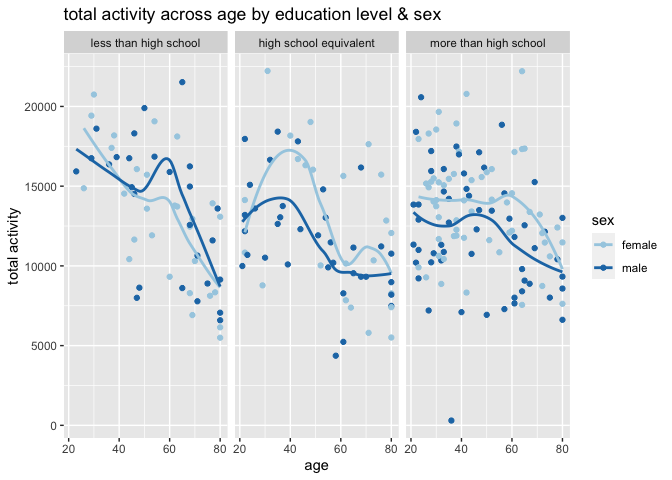 total activity across age by education level & sex
less than high school
high school equivalent
more than high school
20000
15000
10000
5000
0
total activity
20 40 60 80
20 40 60 80
20 40 60 80
age
sex
female
male